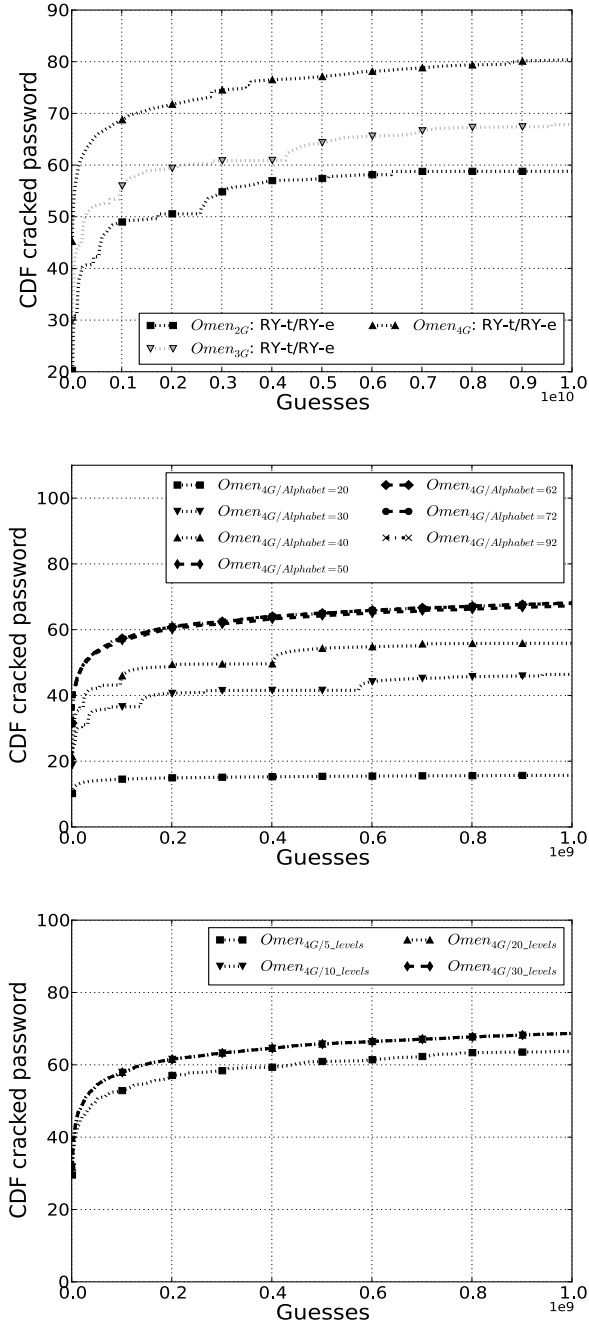 90
80
70
60
50
40
30
20
CDF cracked password
Omen2G: RY-t/RY-e
Omen3G: RY-t/RY-e
Omen4G: RY-t/RY-e
0.0 0.1 0.2 0.3 0.4 0.5 0.6 0.7 0.8 0.9 1.0
Guesses
1e10
100
80
60
40
20
0
CDF cracked password
Omen4G/Alphabet=20
Omen4G/Alphabet=30
Omen4G/Alphabet=40
Omen4G/Alphabet=50
Omen4G/Alphabet=62
Omen4G/Alphabet=72
Omen4G/Alphabet=92
0.0 0.2 0.4 0.6 0.8 1.0
Guesses
1e9
100
80
60
40
20
0
CDF cracked password
Omen4G/5_levels
Omen4G/10_levels
Omen4G/20_levels
Omen4G/30_levels
0.0 0.2 0.4 0.6 0.8 1.0
Guesses
1e9